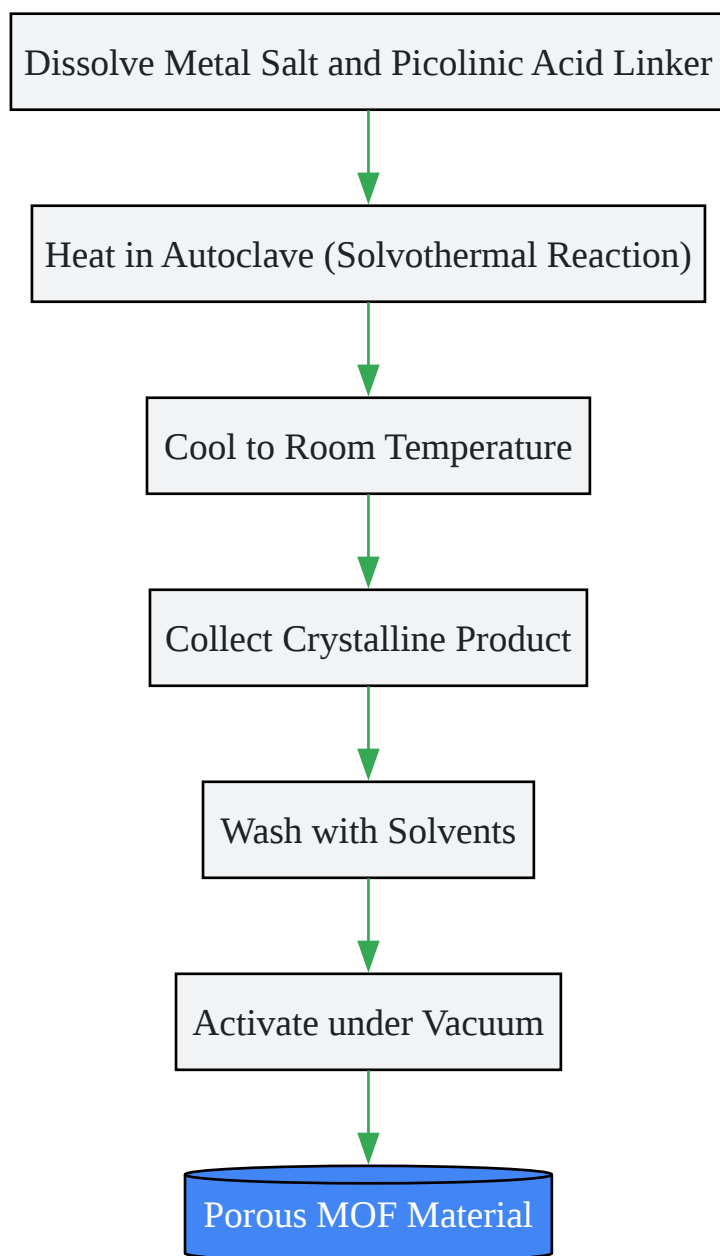 Dissolve Metal Salt and Picolinic Acid Linker
Heat in Autoclave (Solvothermal Reaction)
Cool to Room Temperature
Collect Crystalline Product
Wash with Solvents
Activate under Vacuum
Porous MOF Material